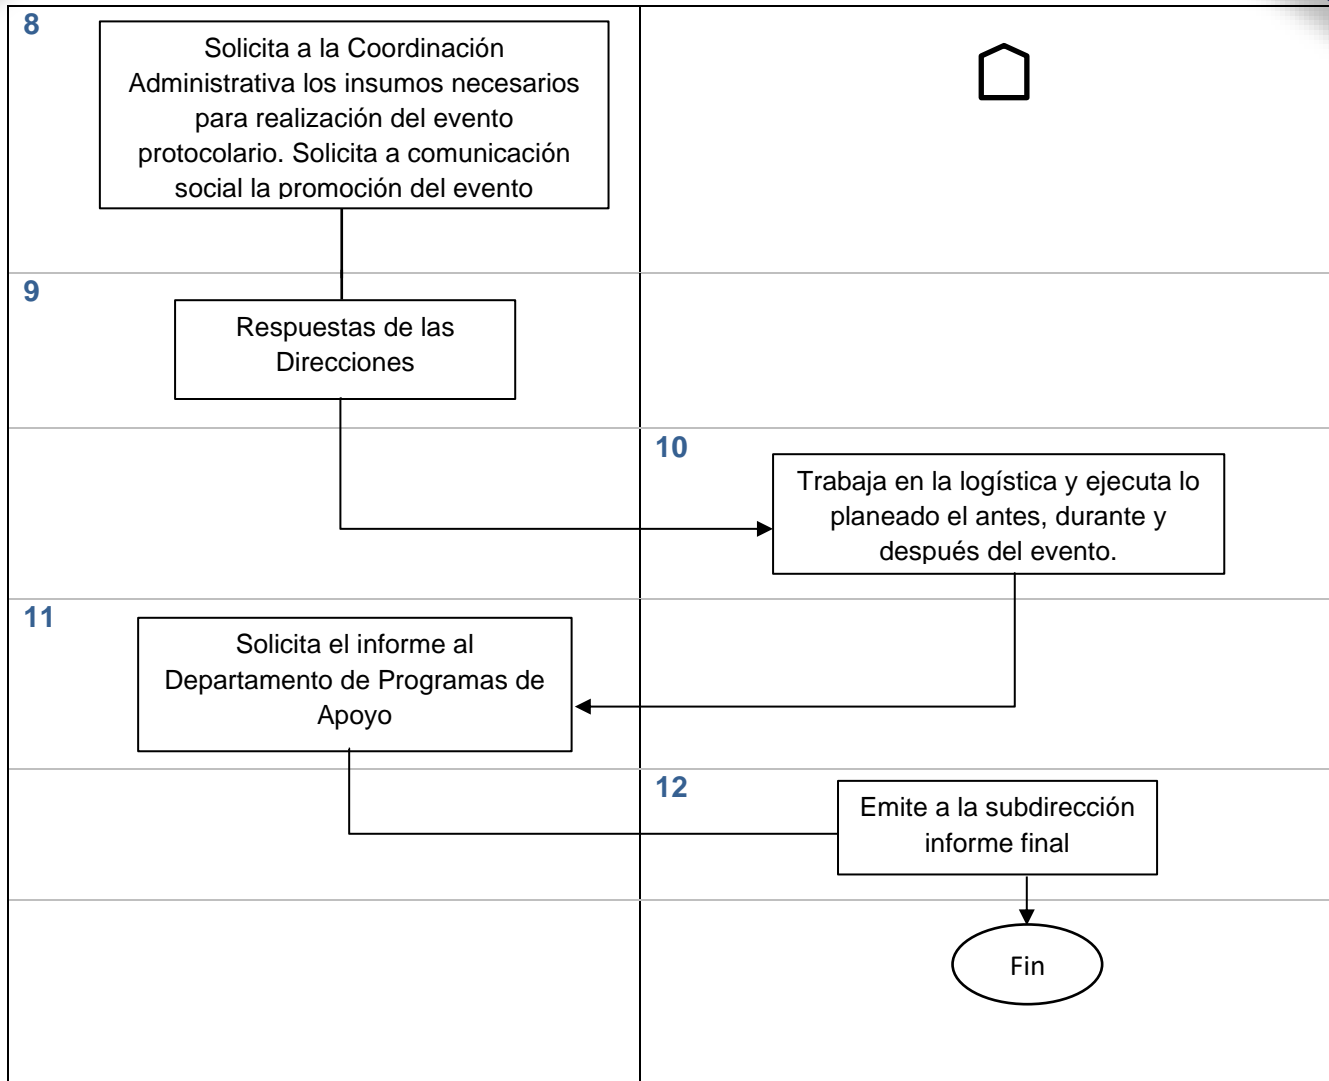 8
Solicita a la Coordinación
Administrativa los insumos necesarios
para realización del evento
protocolario. Solicita a comunicación
social la promoción del evento
9
Respuestas de las
Direcciones
10
Trabaja en la logística y ejecuta lo
planeado el antes, durante y
después del evento.
11
Solicita el informe al
Departamento de Programas de
Apoyo
12
Emite a la subdirección
informe final
Fin